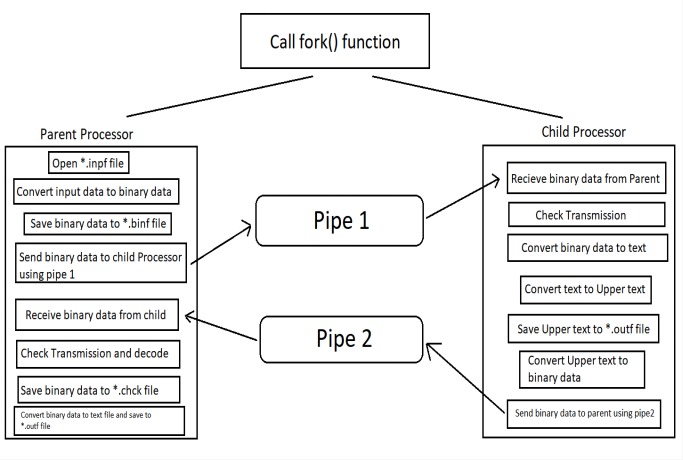 Call fork() function
Parent Processor
Open *.inpf file
Convert input data to binary data
Save binary data to *.binf file
Send binary data to child Processor
using pipe 1
Receive binary data from child
Check Transmission and decode
Save binary data to *.chck file
Convert binary data to text file and save to
*.outf file
Pipe 1
Pipe 2
Child Processor
Recieve binary data from Parent
Check Transmission
Convert binary data to text
Convert text to Upper text
Save Upper text to *.outf file
Convert Upper text to
binary data
Send binary data to parent using pipe2